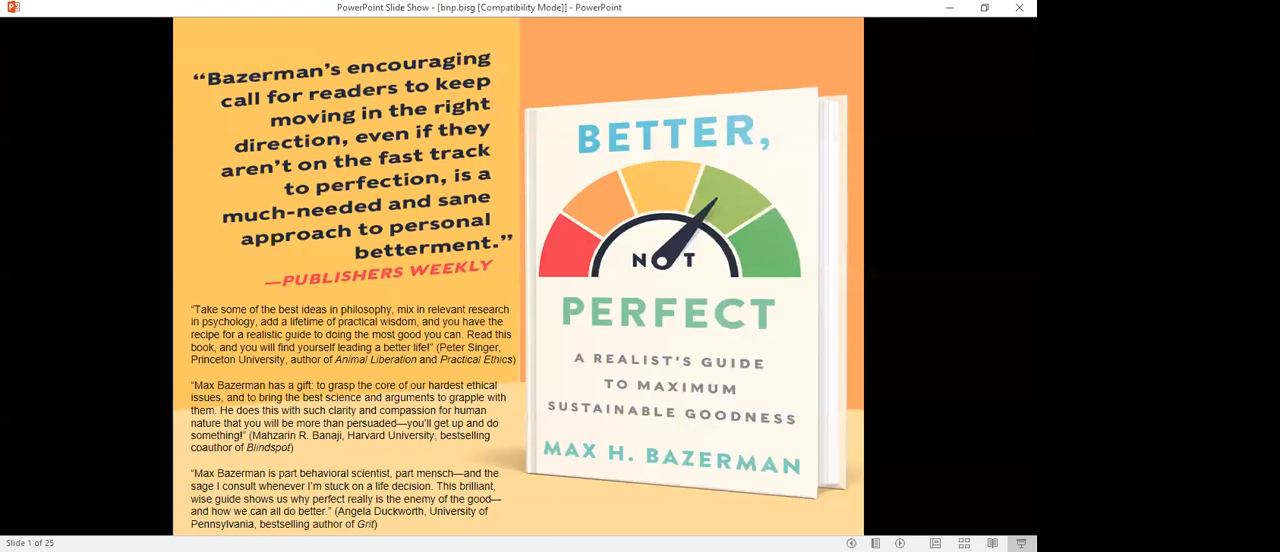 PowerPoint Slide Show - [bnp.bisg [Compatibility Mode]] - PowerPoint
“Bazerman’s encouraging
call for readers to keep
moving in the right
direction, even if they
aren’t on the fast track
to perfection, is a
much-needed and sane
approach to personal
betterment.”
—PUBLISHERS WEEKLY
“Take some of the best ideas in philosophy, mix in relevant research
in psychology, add a lifetime of practical wisdom, and you have the
recipe for a realistic guide to doing the most good you can. Read this
book, and you will find yourself leading a better life!” (Peter Singer,
Princeton University, author of Animal Liberation and Practical Ethics)
“Max Bazerman has a gift: to grasp the core of our hardest ethical
issues, and to bring the best science and arguments to grapple with
them. He does this with such clarity and compassion for human
nature that you will be more than persuaded—you’ll get up and do
something!” (Mahzarin R. Banaji, Harvard University, bestselling
coauthor of Blindspot)
“Max Bazerman is part behavioral scientist, part mensch—and the
sage I consult whenever I’m stuck on a life decision. This brilliant,
wise guide shows us why perfect really is the enemy of the good—
and how we can all do better.” (Angela Duckworth, University of
Pennsylvania, bestselling author of Grit)
BETTER,
NOT
PERFECT
A REALIST’S GUIDE
TO MAXIMUM
SUSTAINABLE GOODNESS
MAX H. BAZERMAN
Slide 1 of 25